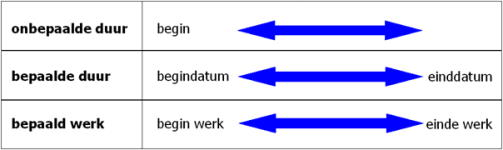 onbepaalde duur begin
bepaalde duur begindatum einddatum
bepaald werk begin werk einde werk